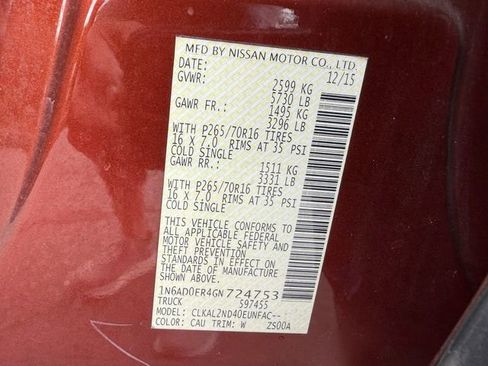 MFD BY NISSAN MOTOR CO., LTD.
DATE: 12/15
GVWR: 2599 KG
5730 LB
GAWR FR.: 1495 KG
3296 LB
WITH P265/70R16 TIRES
16 X 7.0 RIMS AT 35 PSI
COLD SINGLE
GAWR RR.: 1511 KG
3331 LB
WITH P265/70R16 TIRES
16 X 7.0 RIMS AT 35 PSI
COLD SINGLE
THIS VEHICLE CONFORMS TO
ALL APPLICABLE FEDERAL
MOTOR VEHICLE SAFETY AND
THEFT PREVENTION
STANDARDS IN EFFECT ON
THE DATE OF MANUFACTURE
SHOWN ABOVE.
1N6AD0ER4GN724753
TRUCK 597455
MODEL: CLKAL2ND40EUNFAC--
COLOR: CAU TRIM: W ZS00A